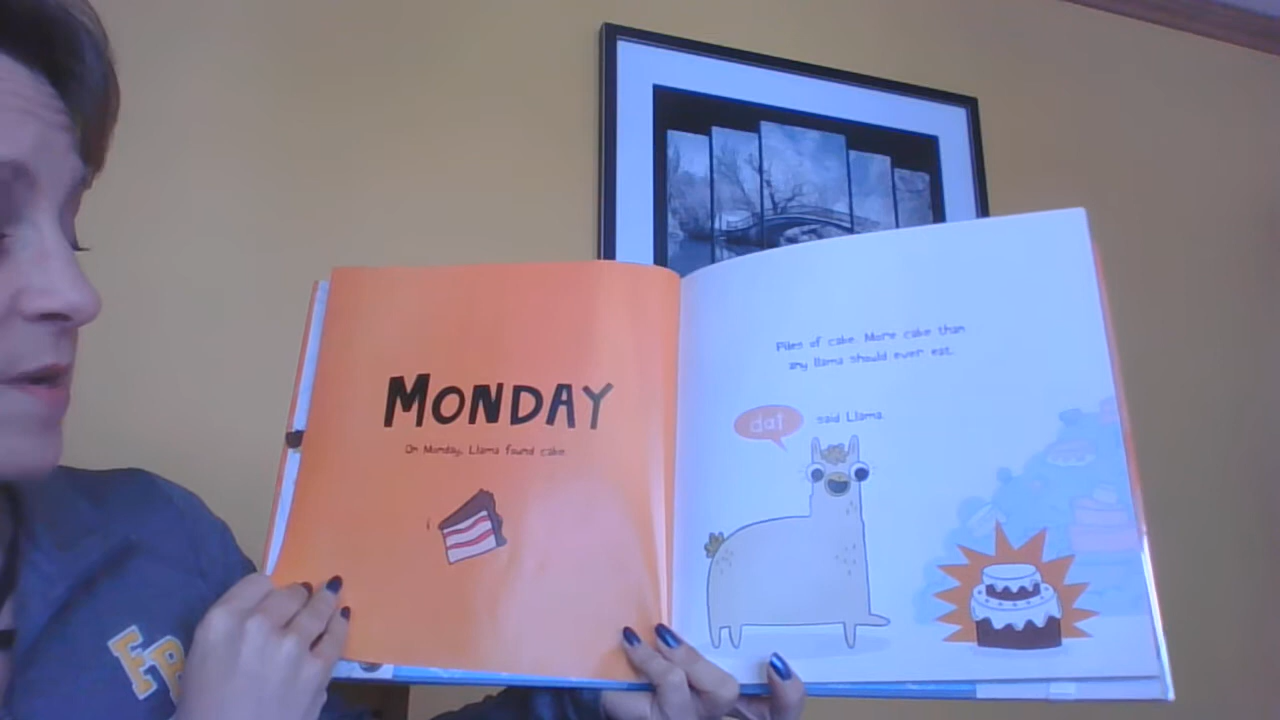 MONDAY
On Monday, Llama found cake.
Piles of cake. More cake than
any llama should ever eat.
dat said Llama.
FB